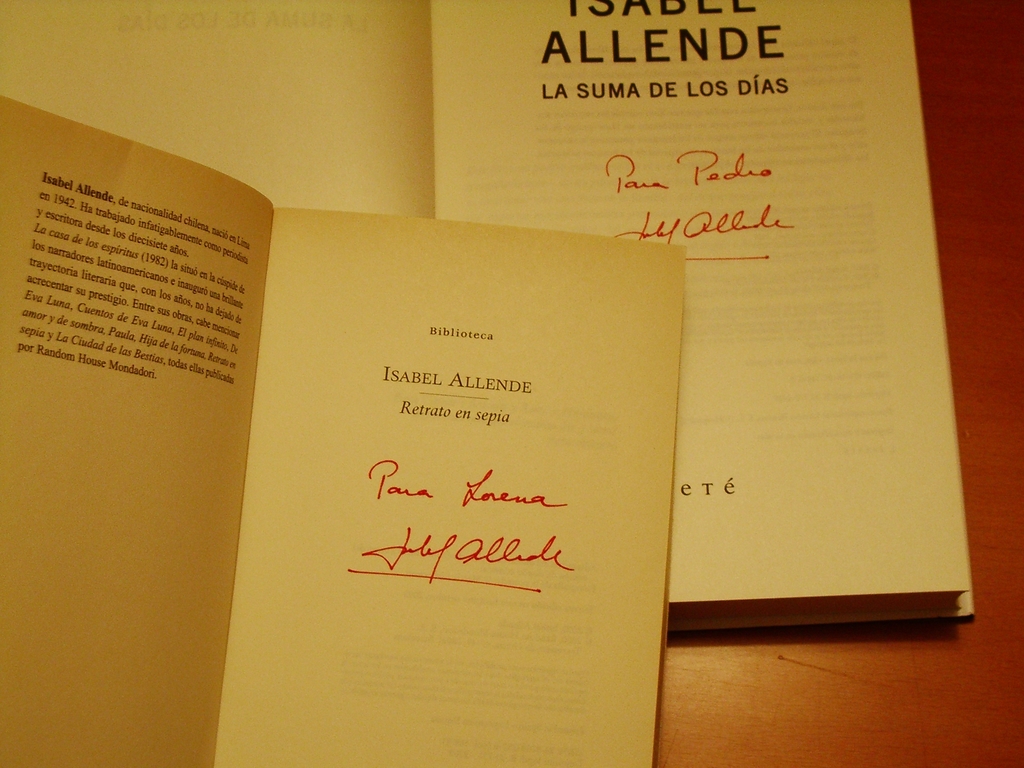 LA SUMA DE LOS DÍAS
ISABEL
ALLENDE
LA SUMA DE LOS DÍAS
Para Pedro
Isabel Allende
eTé
Isabel Allende, de nacionalidad chilena, nació en Lima
en 1942. Ha trabajado infatigablemente como periodista
y escritora desde los diecisiete años.
La casa de los espíritus (1982) la situó en la cúspide de
los narradores latinoamericanos e inauguró una brillante
trayectoria literaria que, con los años, no ha dejado de
acrecentar su prestigio. Entre sus obras, cabe mencionar
Eva Luna, Cuentos de Eva Luna, El plan infinito, De
amor y de sombra, Paula, Hija de la fortuna, Retrato en
sepia y La Ciudad de las Bestias, todas ellas publicadas
por Random House Mondadori.
Biblioteca
ISABEL ALLENDE
Retrato en sepia
Para Lorena
Isabel Allende